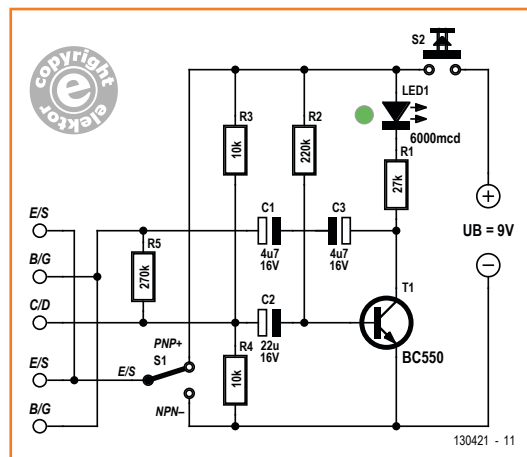 copyright
e
elektor
S2
LED1
6000mcd
R3
10k
R2
220k
R1
27k
UB = 9V
C1
4u7
16V
C3
4u7
16V
E/S
B/G
C/D
E/S
B/G
R5
270k
C2
22u
16V
T1
BC550
PNP+
S1
E/S
NPN–
R4
10k
130421 - 11